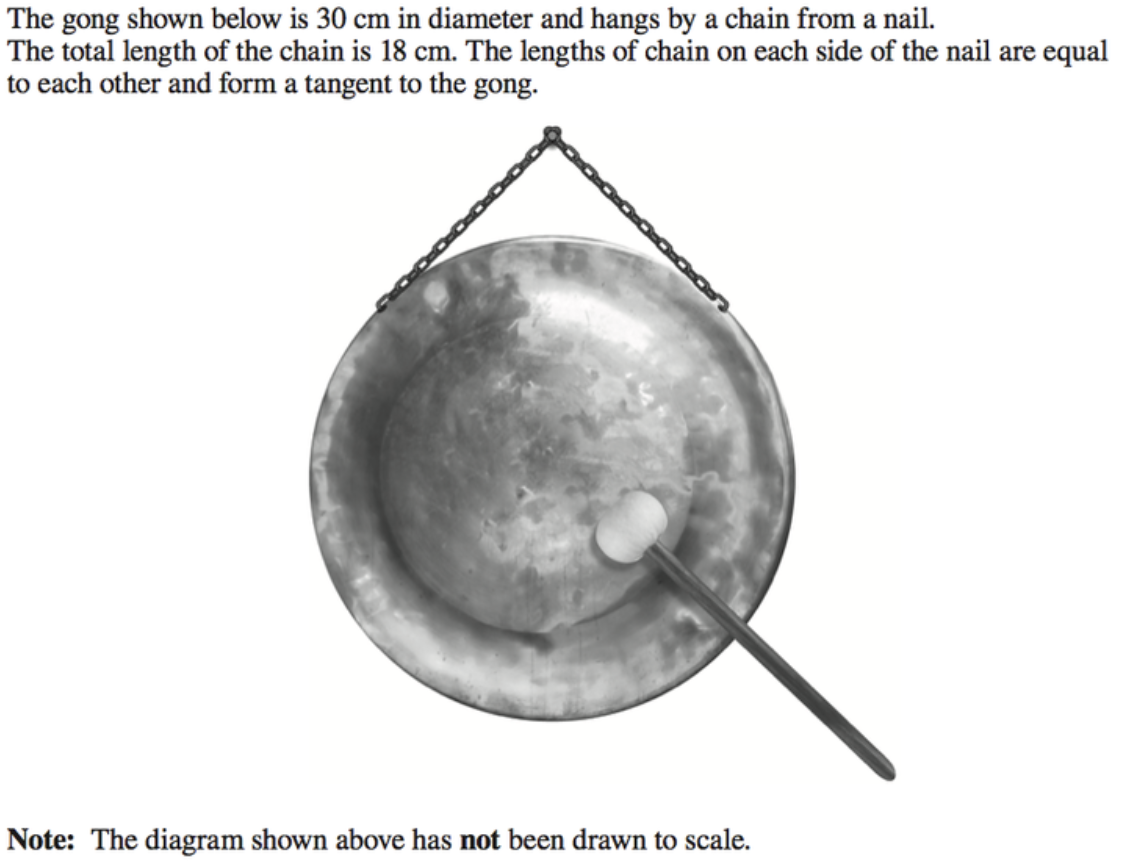 The gong shown below is 30 cm in diameter and hangs by a chain from a nail.
The total length of the chain is 18 cm. The lengths of chain on each side of the nail are equal
to each other and form a tangent to the gong.
Note: The diagram shown above has not been drawn to scale.